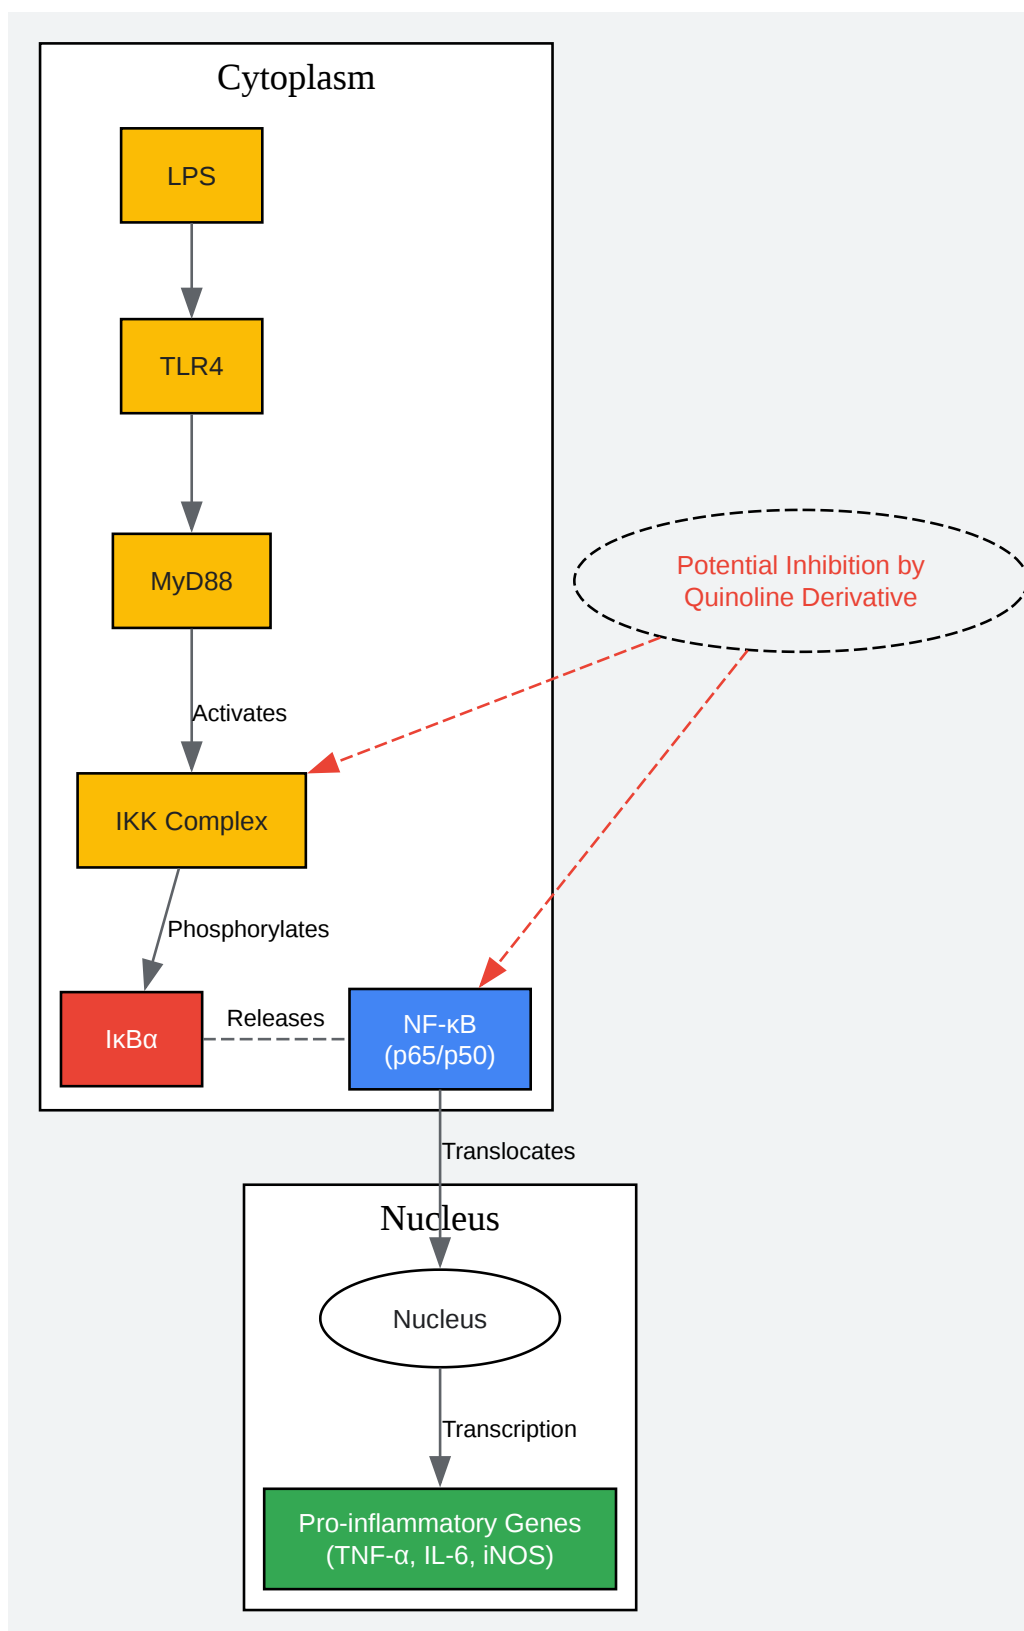 Cytoplasm
LPS
TLR4
MyD88
Potential Inhibition by
Quinoline Derivative
Activates
IKK Complex
Phosphorylates
Releases
IκBα
NF-κB
(p65/p50)
Translocates
Nucleus
Nucleus
Transcription
Pro-inflammatory Genes
(TNF-α, IL-6, iNOS)